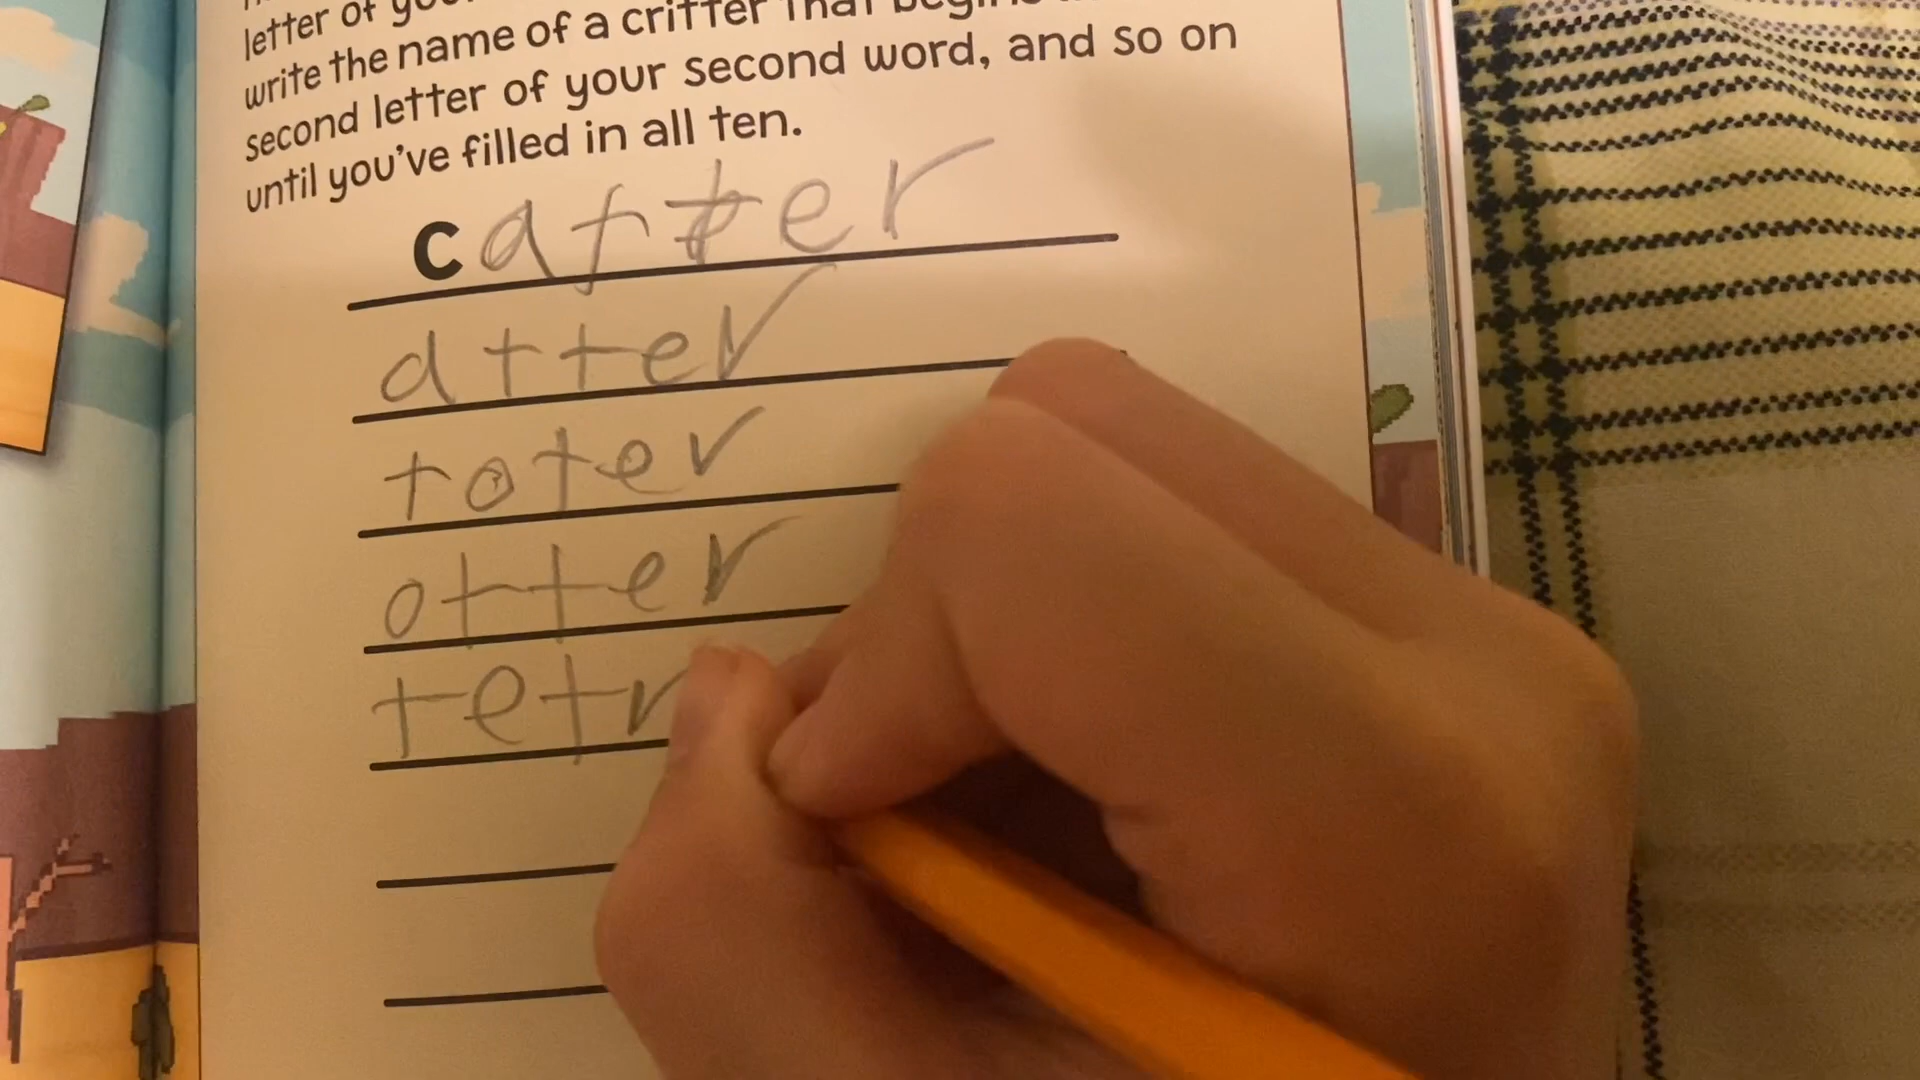 letter of
write the name of a critter that
second letter of your second word, and so on
until you've filled in all ten.
catter
atter
toter
otter
tetr